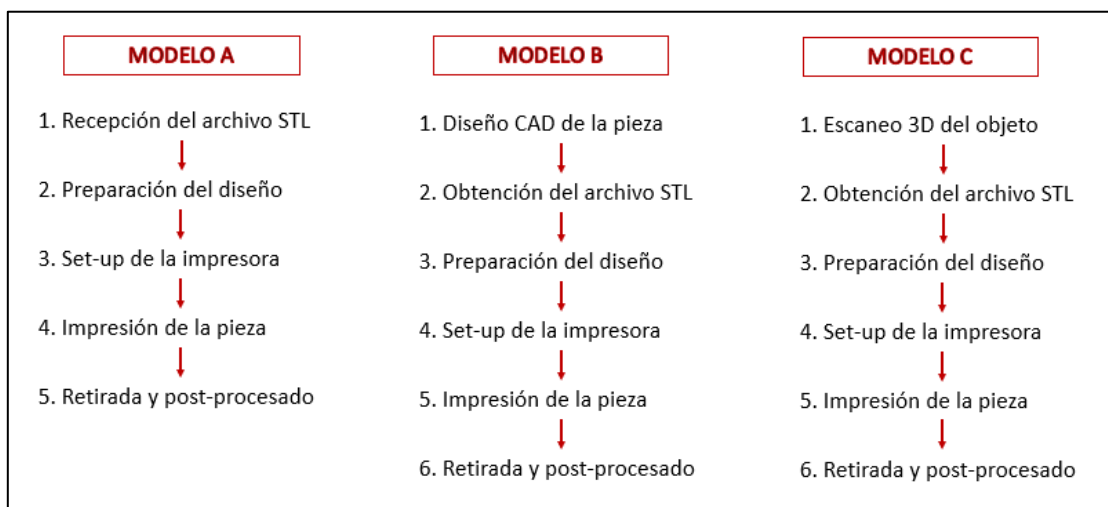 MODELO A
1. Recepción del archivo STL
2. Preparación del diseño
3. Set-up de la impresora
4. Impresión de la pieza
5. Retirada y post-procesado
MODELO B
1. Diseño CAD de la pieza
2. Obtención del archivo STL
3. Preparación del diseño
4. Set-up de la impresora
5. Impresión de la pieza
6. Retirada y post-procesado
MODELO C
1. Escaneo 3D del objeto
2. Obtención del archivo STL
3. Preparación del diseño
4. Set-up de la impresora
5. Impresión de la pieza
6. Retirada y post-procesado